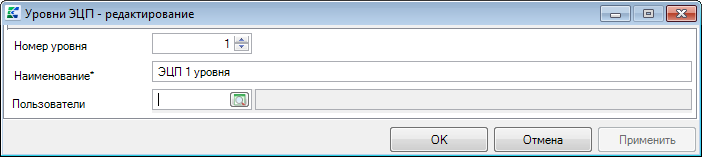 Уровни ЭЦП - редактирование
Номер уровня 1
Наименование* ЭЦП 1 уровня
Пользователи
OK Отмена Применить